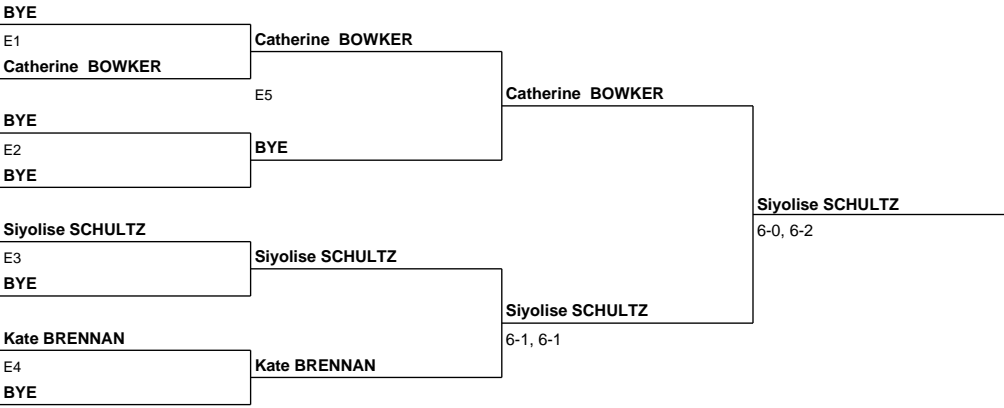 BYE
E1
Catherine BOWKER
BYE
E2
BYE
Siyolise SCHULTZ
E3
BYE
Kate BRENNAN
E4
BYE
Catherine BOWKER
E5
BYE
Siyolise SCHULTZ
Kate BRENNAN
Catherine BOWKER
Siyolise SCHULTZ
6-1, 6-1
Siyolise SCHULTZ
6-0, 6-2